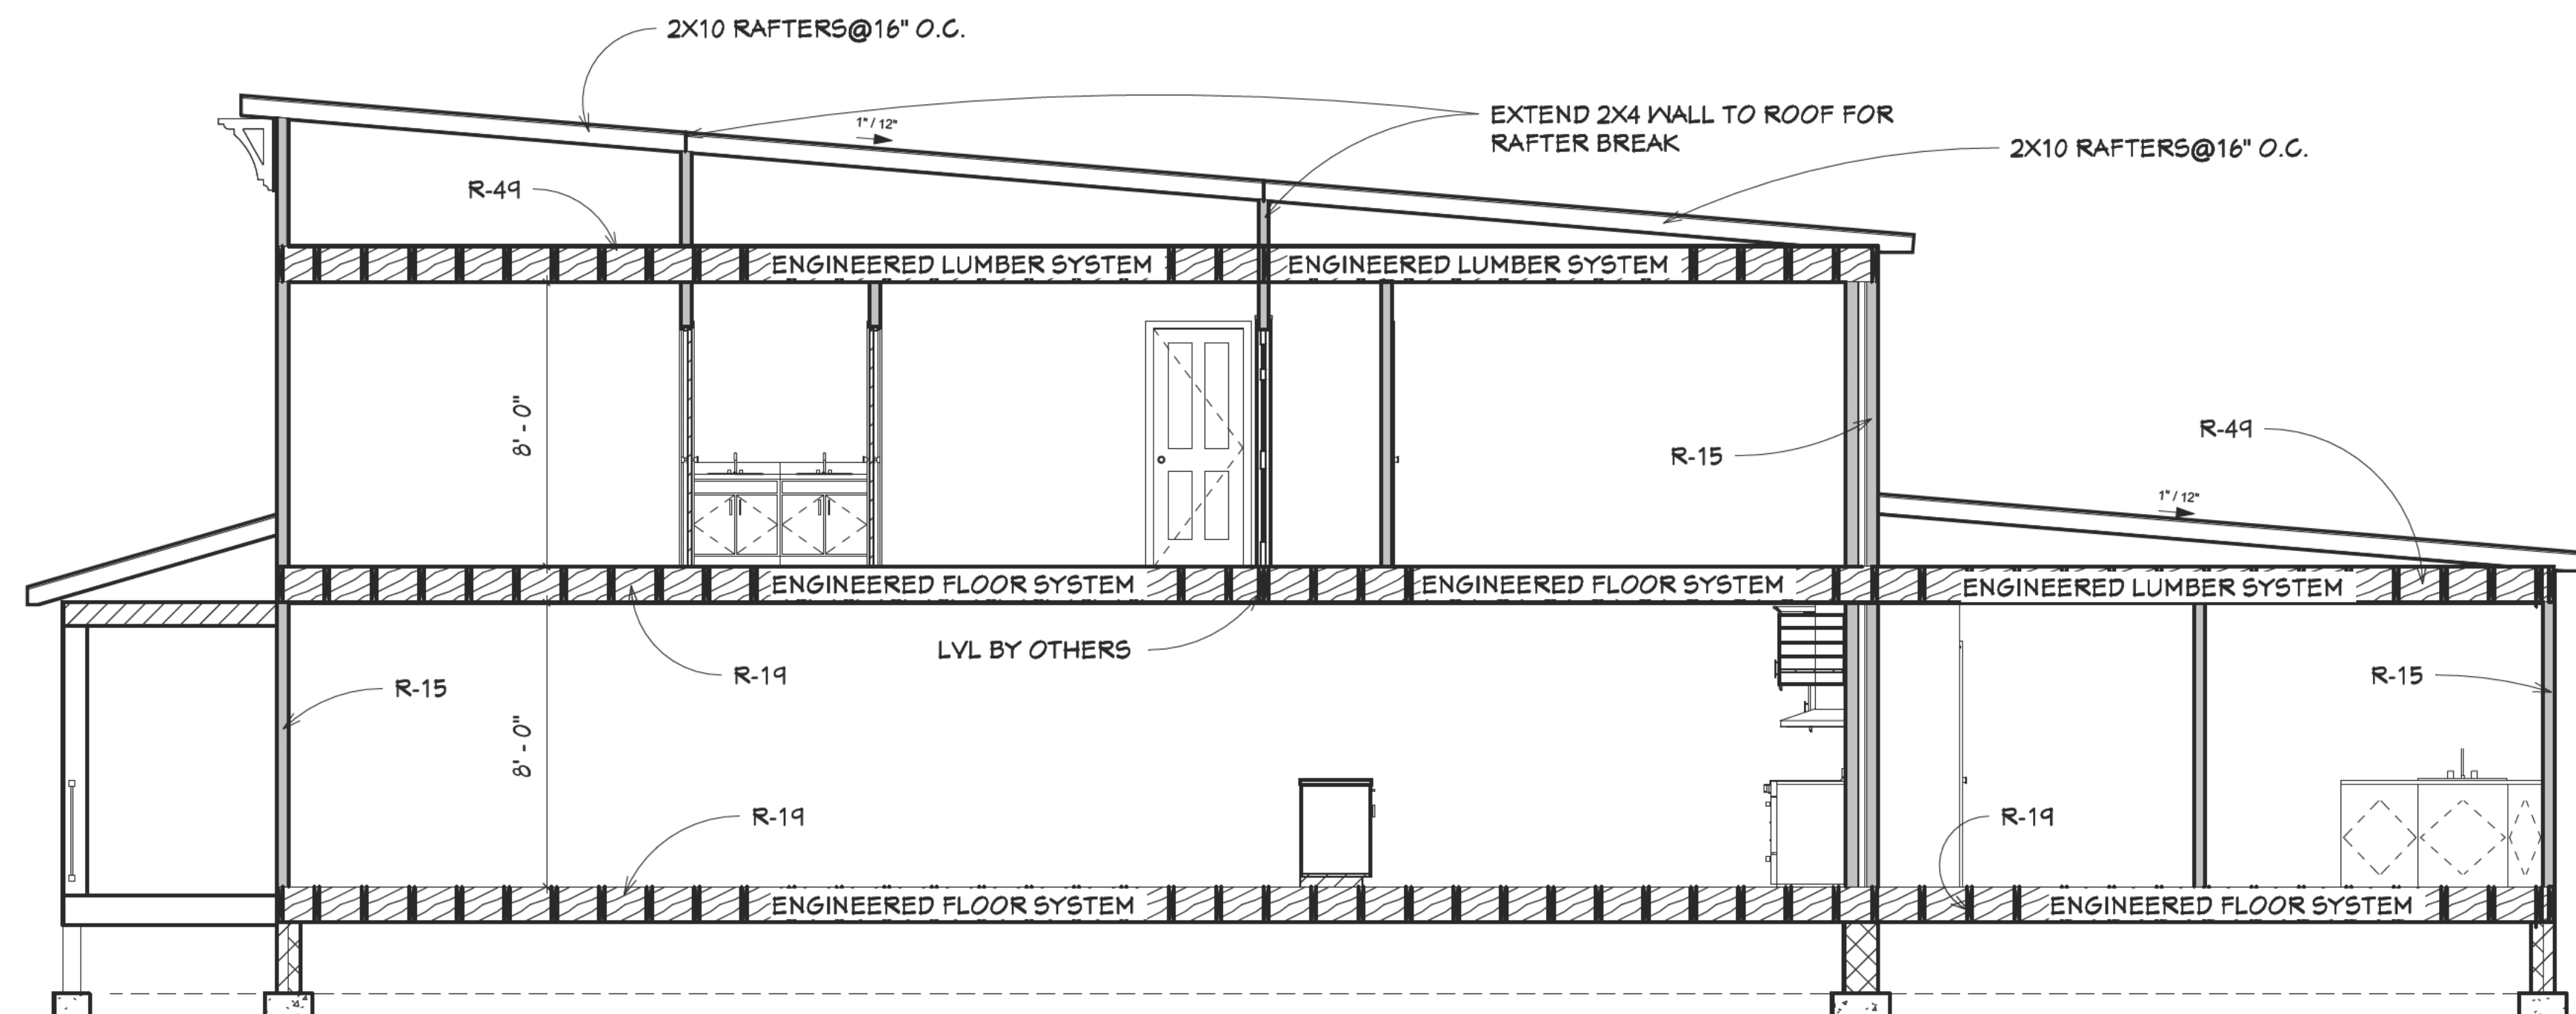 2X10 RAFTERS@16" O.C.
EXTEND 2X4 WALL TO ROOF FOR
RAFTER BREAK
1" / 12"
2X10 RAFTERS@16" O.C.
R-49
ENGINEERED LUMBER SYSTEM
ENGINEERED LUMBER SYSTEM
8' - 0"
R-15
R-49
1" / 12"
ENGINEERED FLOOR SYSTEM
ENGINEERED FLOOR SYSTEM
ENGINEERED LUMBER SYSTEM
LVL BY OTHERS
R-19
R-15
R-15
8' - 0"
R-19
R-19
ENGINEERED FLOOR SYSTEM
ENGINEERED FLOOR SYSTEM